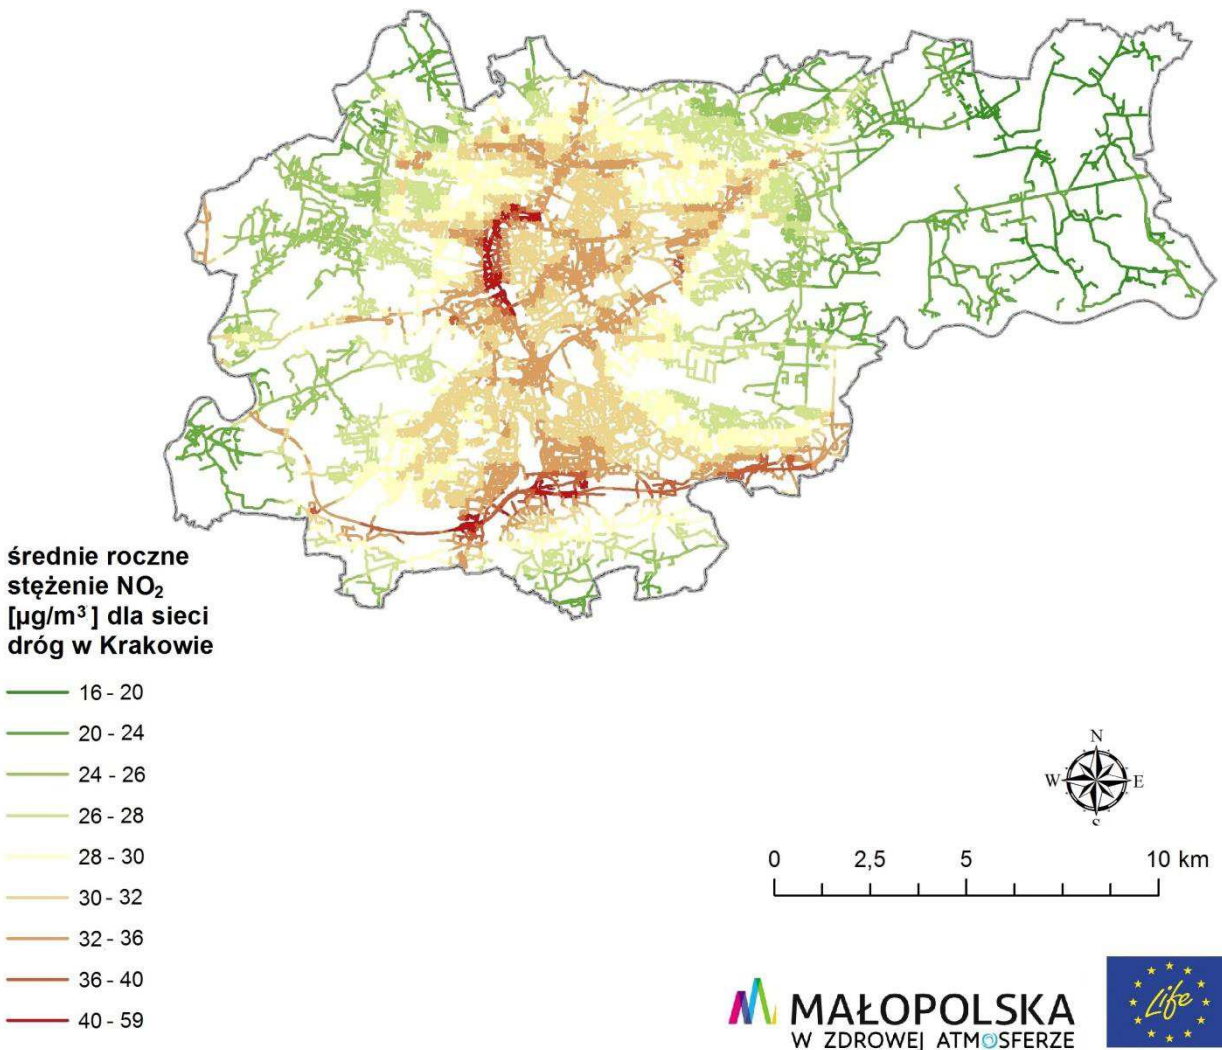 średnie roczne
stężenie NO₂
[µg/m³] dla sieci
dróg w Krakowie
16 - 20
20 - 24
24 - 26
26 - 28
28 - 30
30 - 32
32 - 36
36 - 40
40 - 59
N
W E
S
0 2,5 5 10 km
MAŁOPOLSKA
W ZDROWEJ ATMOSFERZE
Life